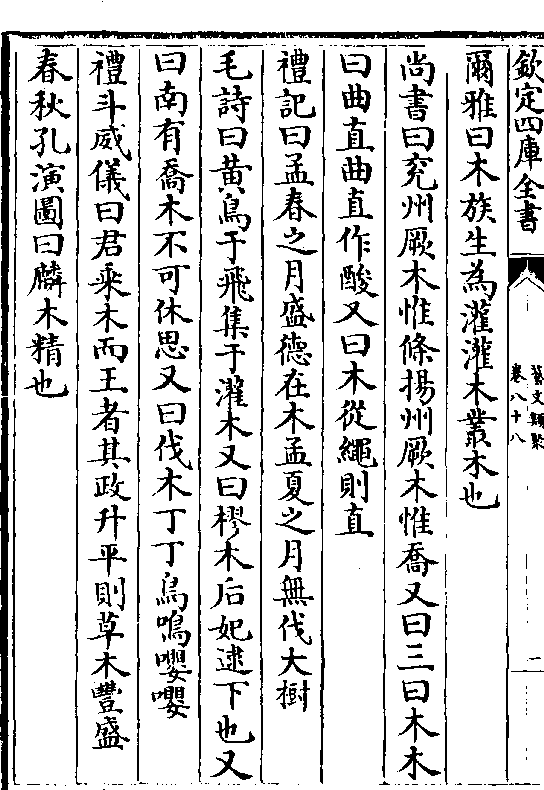 欽定四庫全書
藝文類聚
卷八十八
二
爾雅曰木族生為灌灌木叢木也
尚書曰兖州厥木惟條揚州厥木惟喬又曰三曰木木
曰曲直曲直作酸又曰木從繩則直
禮記曰孟春之月盛德在木孟夏之月無伐大樹
毛詩曰黄鳥于飛集于灌木又曰樛木后妃逮下也又
曰南有喬木不可休思又曰伐木丁丁鳥鳴嚶嚶
禮斗威儀曰君乘木而王者其政升平則草木豐盛
春秋孔演圖曰麟木精也